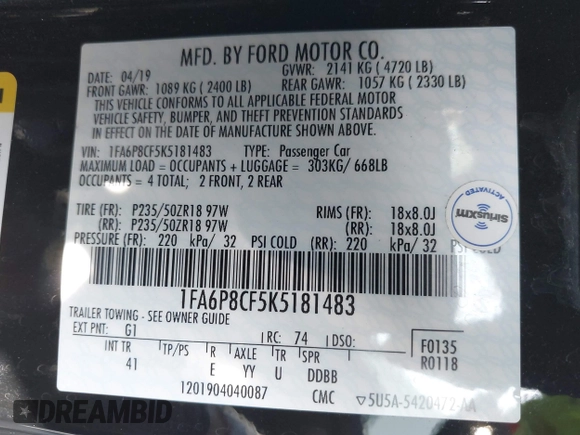 MFD. BY FORD MOTOR CO.
DATE: 04/19 GVWR: 2141 KG ( 4720 LB)
FRONT GAWR: 1089 KG ( 2400 LB) REAR GAWR: 1057 KG ( 2330 LB)
THIS VEHICLE CONFORMS TO ALL APPLICABLE FEDERAL MOTOR
VEHICLE SAFETY, BUMPER, AND THEFT PREVENTION STANDARDS
IN EFFECT ON THE DATE OF MANUFACTURE SHOWN ABOVE.
VIN: 1FA6P8CF5K5181483 TYPE: Passenger Car
MAXIMUM LOAD = OCCUPANTS + LUGGAGE = 303KG/ 668LB
OCCUPANTS = 4 TOTAL; 2 FRONT, 2 REAR
TIRE (FR): P235/50ZR18 97W RIMS (FR): 18x8.0J
(RR): P235/50ZR18 97W (RR): 18x8.0J
PRESSURE (FR): 220 kPa/ 32 PSI COLD (RR): 220 kPa/ 32 PSI COLD
ACTIVATED
SiriusXM
1FA6P8CF5K5181483
TRAILER TOWING - SEE OWNER GUIDE
EXT PNT: G1 RC: 74 DSO: F0135
INT TR TP/PS R AXLE TR SPR R0118
41 E YY U DDBB
1201904040087 CMC ▽5U5A-5420472-AA
DREAMBID